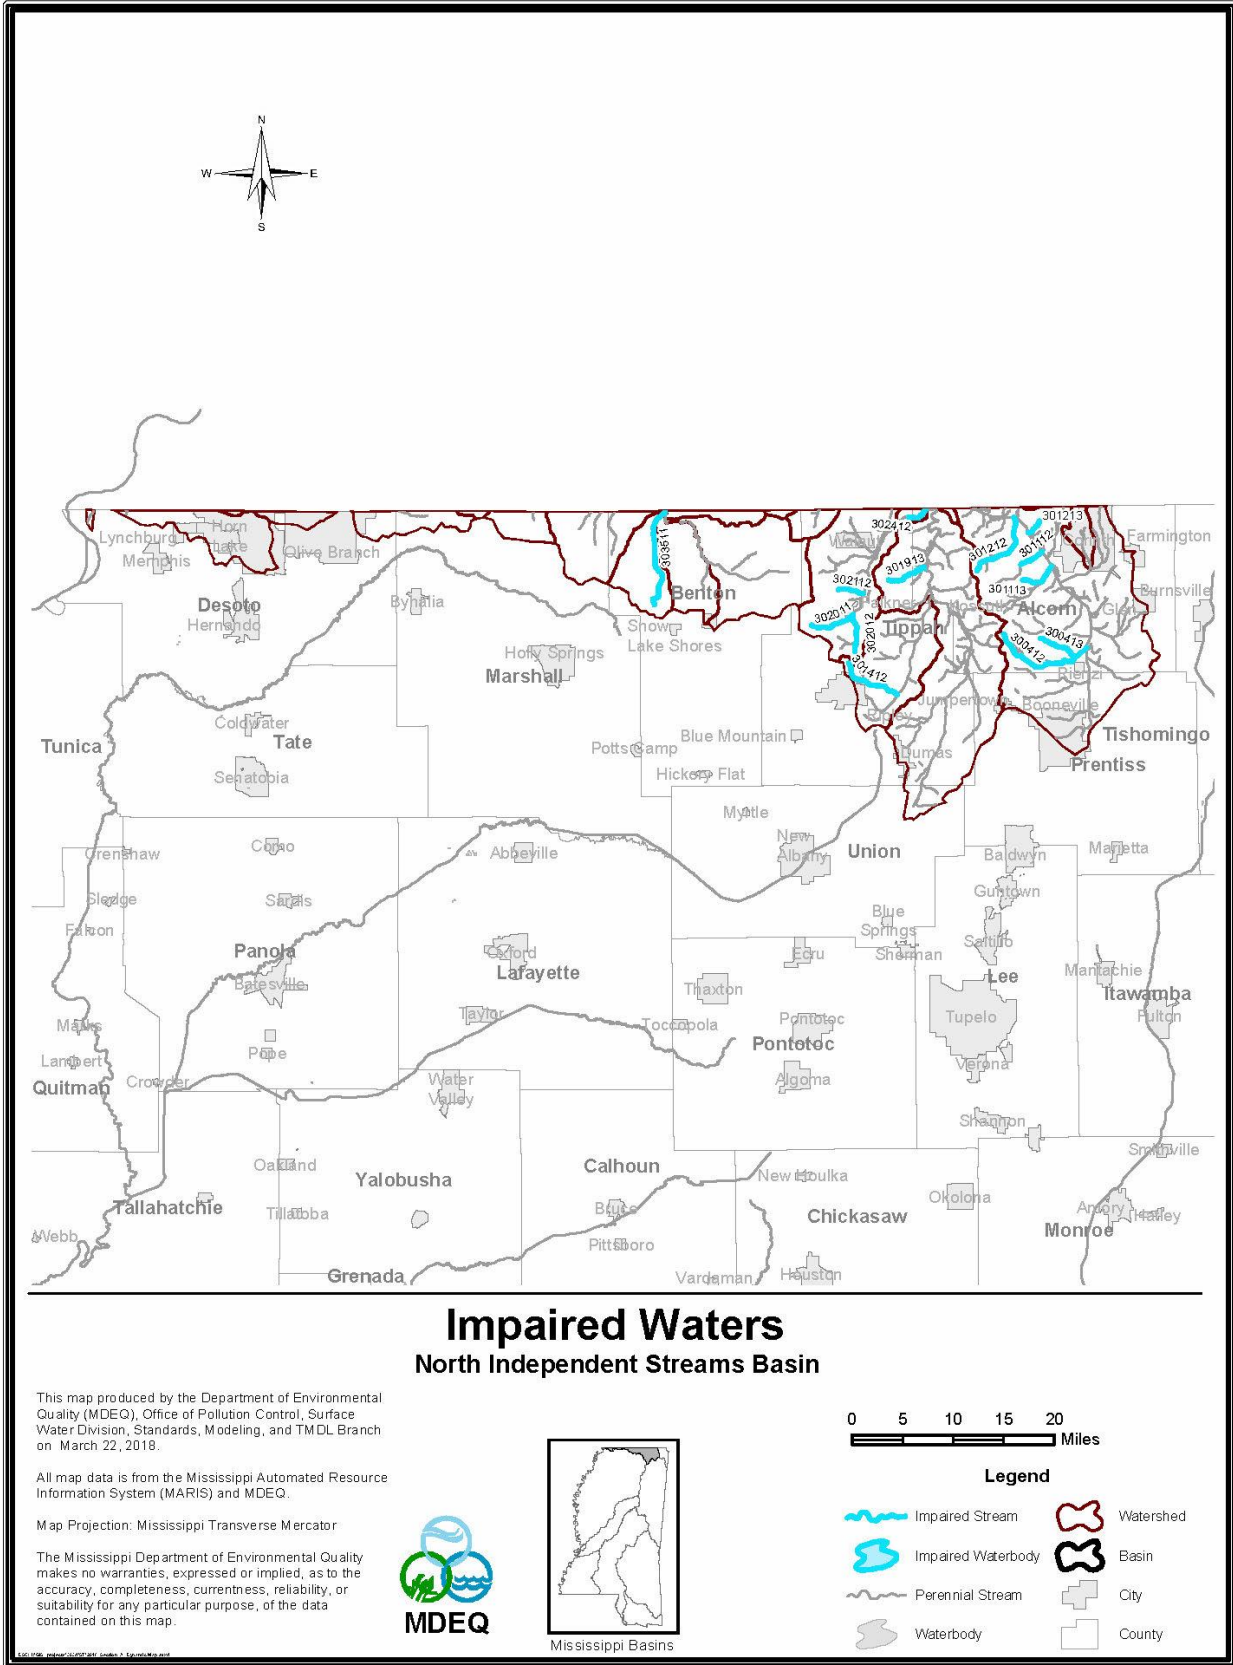 N
W E
S
302412
301213
303511
301212
301112
301913
302112
301113
302011
302012
300413
300412
301412
Lynchburg
Horn
Lake
Olive Branch
Memphis
Farmington
Benton
Desoto
Hernando
Byhalia
Snow
Lake Shores
Falkner
Tippah
Alcorn
Glen
Burnsville
Holly Springs
Marshall
Rienzi
Jumpertown
Booneville
Ripley
Coldwater
Tate
Tunica
Potts Camp
Blue Mountain
Dumas
Tishomingo
Prentiss
Senatobia
Hickory Flat
Myrtle
New
Albany
Union
Crenshaw
Como
Abbeville
Baldwyn
Marietta
Guntown
Sledge
Sardis
Blue
Springs
Falcon
Saltillo
Panola
Oxford
Lafayette
Ecru
Sherman
Batesville
Lee
Mantachie
Itawamba
Thaxton
Fulton
Marks
Taylor
Toccopola
Pontotoc
Pontotoc
Tupelo
Lambert
Pope
Verona
Quitman
Crowder
Water
Valley
Algoma
Shannon
Smithville
Oakland
Yalobusha
Calhoun
New Houlka
Okolona
Tallahatchie
Tillatoba
Bruce
Chickasaw
Amory
Hatley
Monroe
Webb
Pittsboro
Grenada
Vardaman
Houston
Impaired Waters
North Independent Streams Basin
This map produced by the Department of Environmental
Quality (MDEQ), Office of Pollution Control, Surface
Water Division, Standards, Modeling, and TMDL Branch
on March 22, 2018.
All map data is from the Mississippi Automated Resource
Information System (MARIS) and MDEQ.
Map Projection: Mississippi Transverse Mercator
The Mississippi Department of Environmental Quality
makes no warranties, expressed or implied, as to the
accuracy, completeness, currentness, reliability, or
suitability for any particular purpose, of the data
contained on this map.
MDEQ
Mississippi Basins
0 5 10 15 20
Miles
Legend
Impaired Stream
Watershed
Impaired Waterbody
Basin
Perennial Stream
City
Waterbody
County